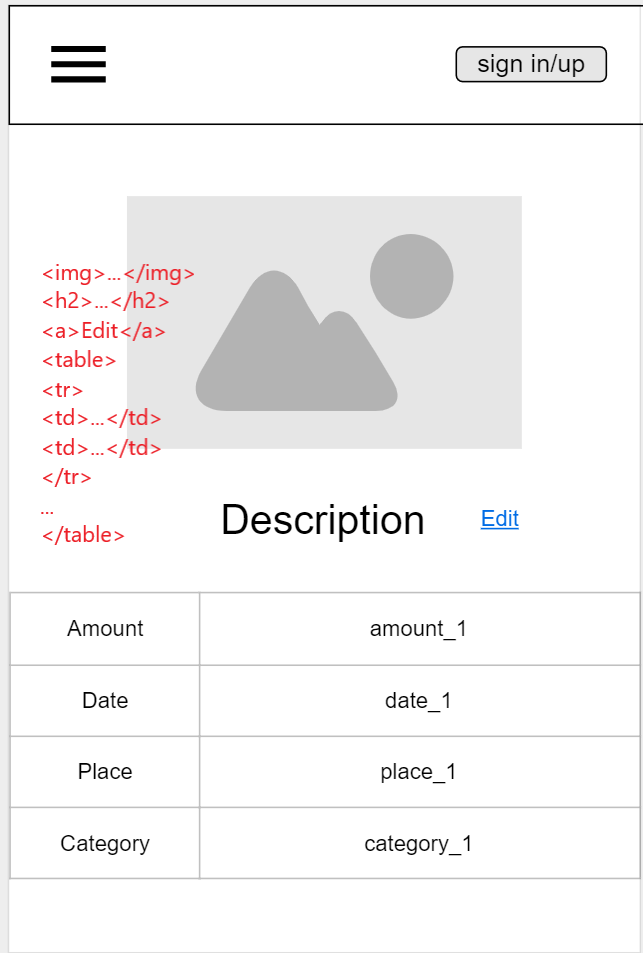 sign in/up
<img>...</img>
<h2>...</h2>
<a>Edit</a>
<table>
<tr>
<td>...</td>
<td>...</td>
</tr>
...
</table>
Description Edit
Amount amount_1
Date date_1
Place place_1
Category category_1